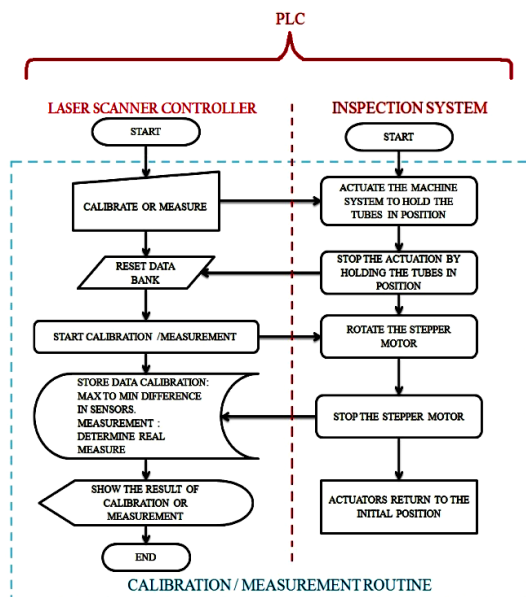 PLC
LASER SCANNER CONTROLLER
START
CALIBRATE OR MEASURE
RESET DATA
BANK
START CALIBRATION /MEASUREMENT
STORE DATA CALIBRATION:
MAX TO MIN DIFFERENCE
IN SENSORS.
MEASUREMENT :
DETERMINE REAL
MEASURE
SHOW THE RESULT OF
CALIBRATION OR
MEASUREMENT
END
INSPECTION SYSTEM
START
ACTUATE THE MACHINE
SYSTEM TO HOLD THE
TUBES IN POSITION
STOP THE ACTUATION BY
HOLDING THE TUBES IN
POSITION
ROTATE THE STEPPER
MOTOR
STOP THE STEPPER MOTOR
ACTUATORS RETURN TO THE
INITIAL POSITION
CALIBRATION / MEASUREMENT ROUTINE